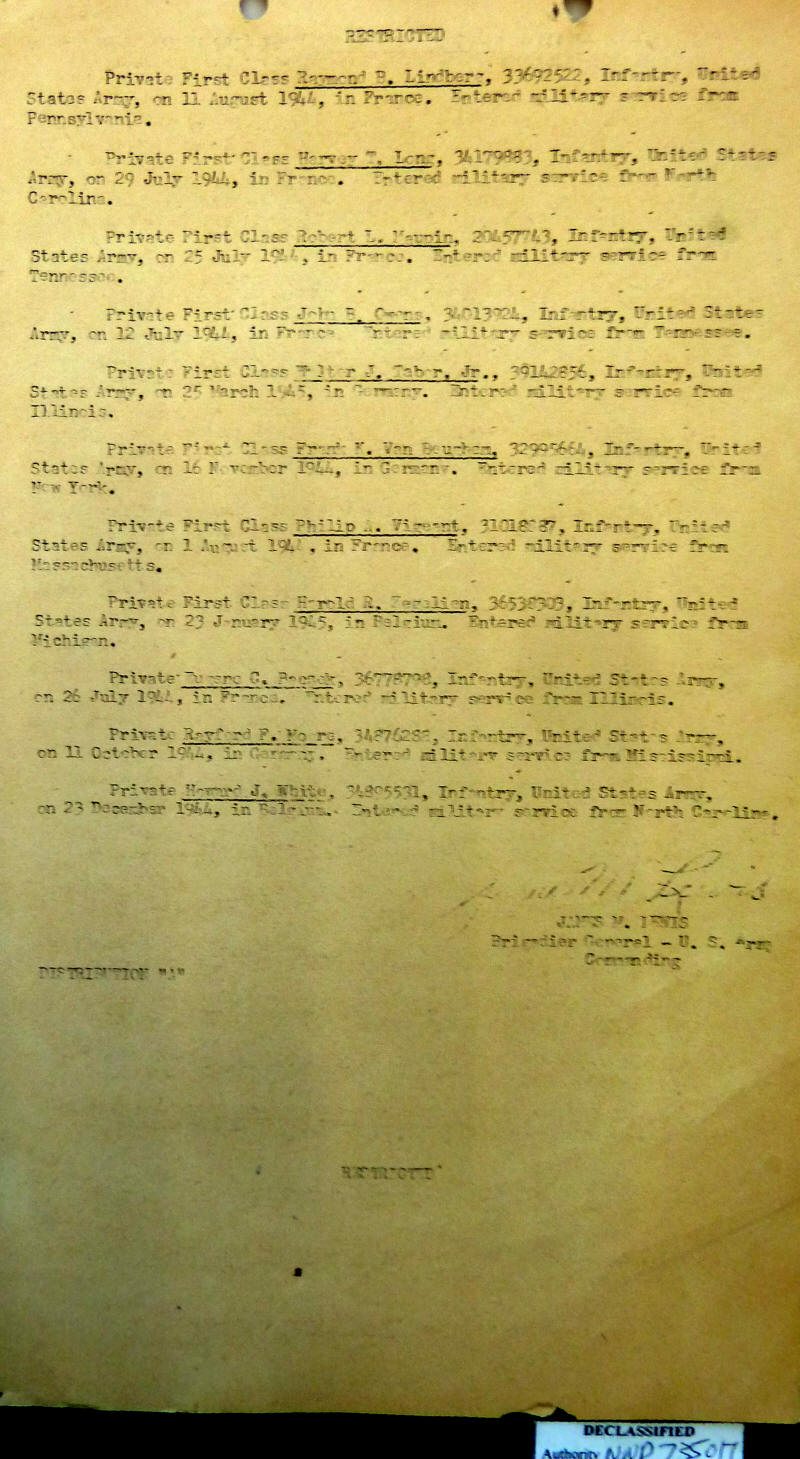 RESTRICTED
Private First Class Raymond B. Lindberg, 33692522, Infantry, United
States Army, on 11 August 1944, in France. Entered military service from
Pennsylvania.
Private First Class Harvey Long, Infantry, United States
Army, on 29 July 1944, in France. Entered military service from North
Carolina.
Private First Class Robert L. 20457743, Infantry, United
States Army, on 25 July 1944, in France. Entered military service from
Tennessee.
Private First Class John Owens, Infantry, United States
Army, on 12 July 1944, in France. Entered military service from Tennessee.
Private First Class J. Taber, Jr., 39142856, Infantry, United
States Army, on 25 March 1945, in Germany. Entered military service from
Illinois.
Private First Class Frank Van 32995664, Infantry, United
States Army, on 16 November 1944, in Germany. Entered military service from
New York.
Private First Class Philip Infantry, United
States Army, on 1 August 1944, in France. Entered military service from
Massachusetts.
Private First Class Harold R. Infantry, United
States Army, on 23 January 1945, in Belgium. Entered military service from
Michigan.
Private Infantry, United States Army,
on 26 July 1944, in France. Entered military service from Illinois.
Private Infantry, United States Army,
on 11 October 1944, in Germany. Entered military service from Mississippi.
Private J. White, Infantry, United States Army,
on 23 December 1944, in Belgium. Entered military service from North Carolina.
Brigadier General - U. S. Army
Commanding
DISTRIBUTION
RESTRICTED
DECLASSIFIED
Authority